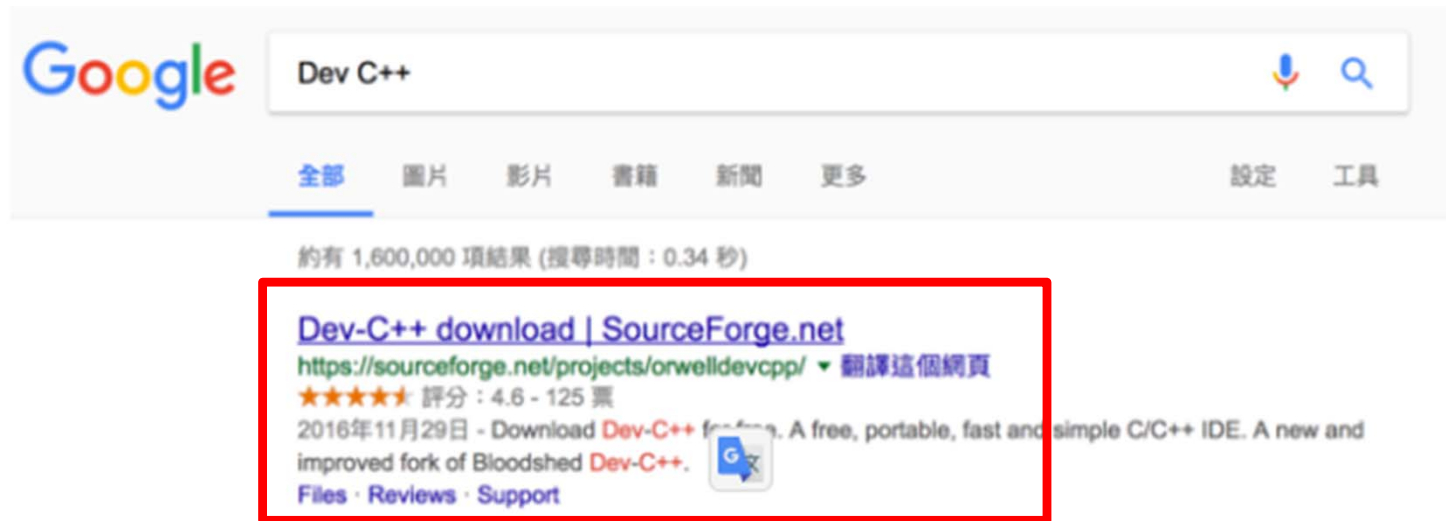 Google Dev C++
全部 圖片 影片 書籍 新聞 更多 設定 工具
約有 1,600,000 項結果 (搜尋時間：0.34 秒)
Dev-C++ download | SourceForge.net
https://sourceforge.net/projects/orwelldevcpp/ ▼ 翻譯這個網頁
★★★★★ 評分：4.6 - 125 票
2016年11月29日 - Download Dev-C++ for free. A free, portable, fast and simple C/C++ IDE. A new and
improved fork of Bloodshed Dev-C++.
G 文
Files · Reviews · Support